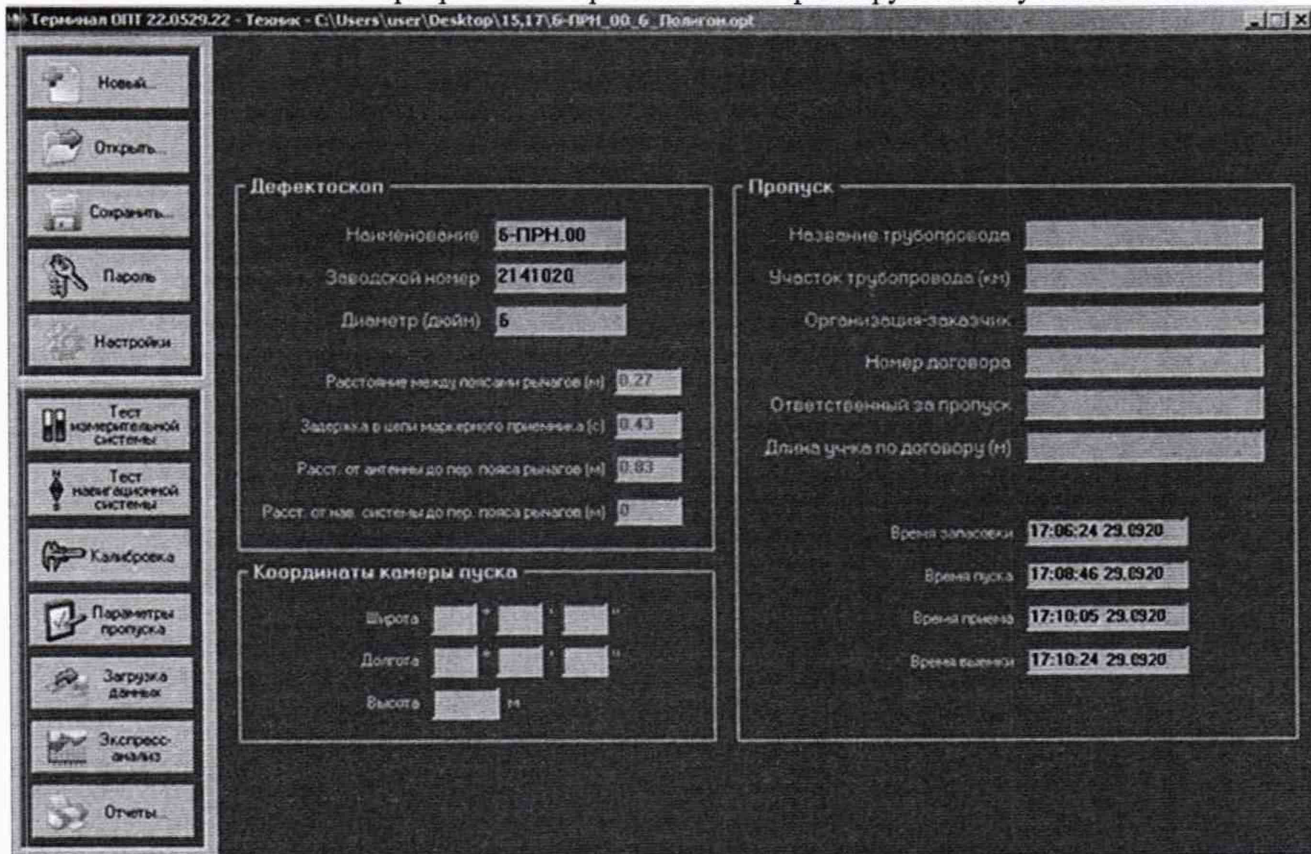 Терминал ОПТ 22.0529.22 - Техник - C:\Users\user\Desktop\15,17\6-ПРН_00_6_Полигон.opt
Новый...
Открыть...
Сохранить...
Пароль
Настройки
Тест
измерительной
системы
Тест
навигационной
системы
Калибровка
Параметры
пропуска
Загрузка
данных
Экспресс-
анализ
Отчеты...
Дефектоскоп
Наименование 6-ПРН.00
Заводской номер 2141020
Диаметр (дюйм) 6
Расстояние между поясами рычагов (м) 0.27
Задержка в цепи маркерного приемника (с) 0.43
Расст. от антенны до пер. пояса рычагов (м) 0.83
Расст. от нав. системы до пер. пояса рычагов (м) 0
Координаты камеры пуска
Широта ° ' "
Долгота ° ' "
Высота м
Пропуск
Название трубопровода
Участок трубопровода (км)
Организация-заказчик
Номер договора
Ответственный за пропуск
Длина уч-ка по договору (м)
Время запасовки 17:06:24 29.0920
Время пуска 17:08:46 29.0920
Время приема 17:10:05 29.0920
Время выемки 17:10:24 29.0920